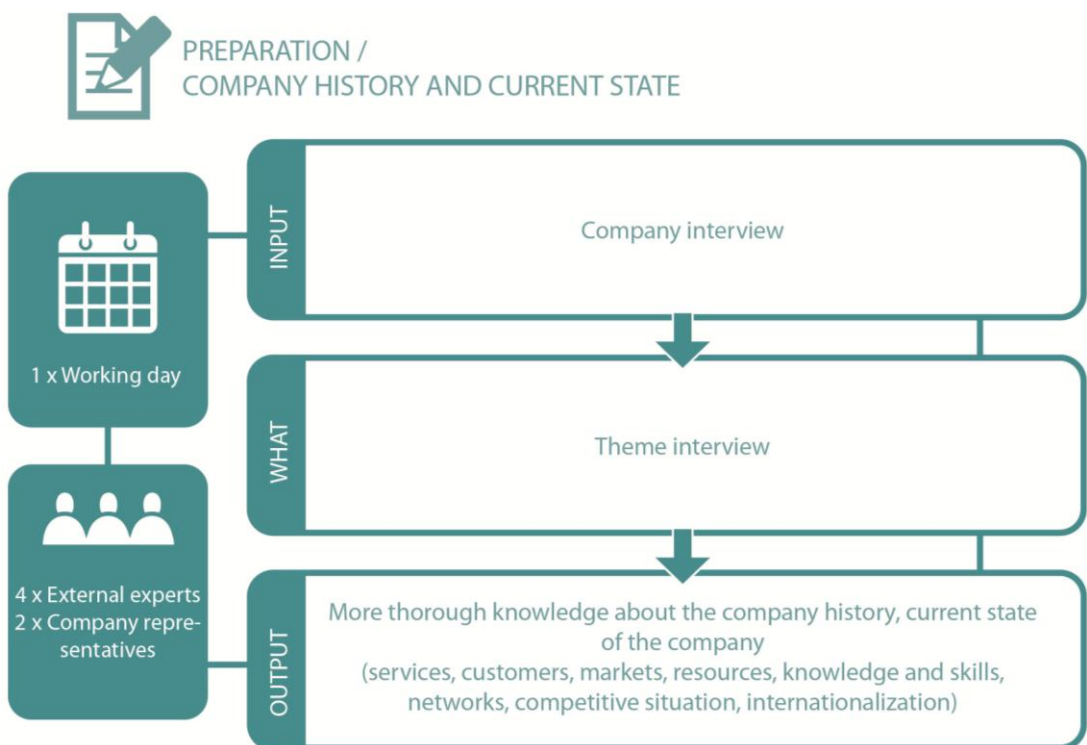 PREPARATION /
COMPANY HISTORY AND CURRENT STATE
1 x Working day
4 x External experts
2 x Company repre-
sentatives
INPUT
Company interview
WHAT
Theme interview
OUTPUT
More thorough knowledge about the company history, current state
of the company
(services, customers, markets, resources, knowledge and skills,
networks, competitive situation, internationalization)